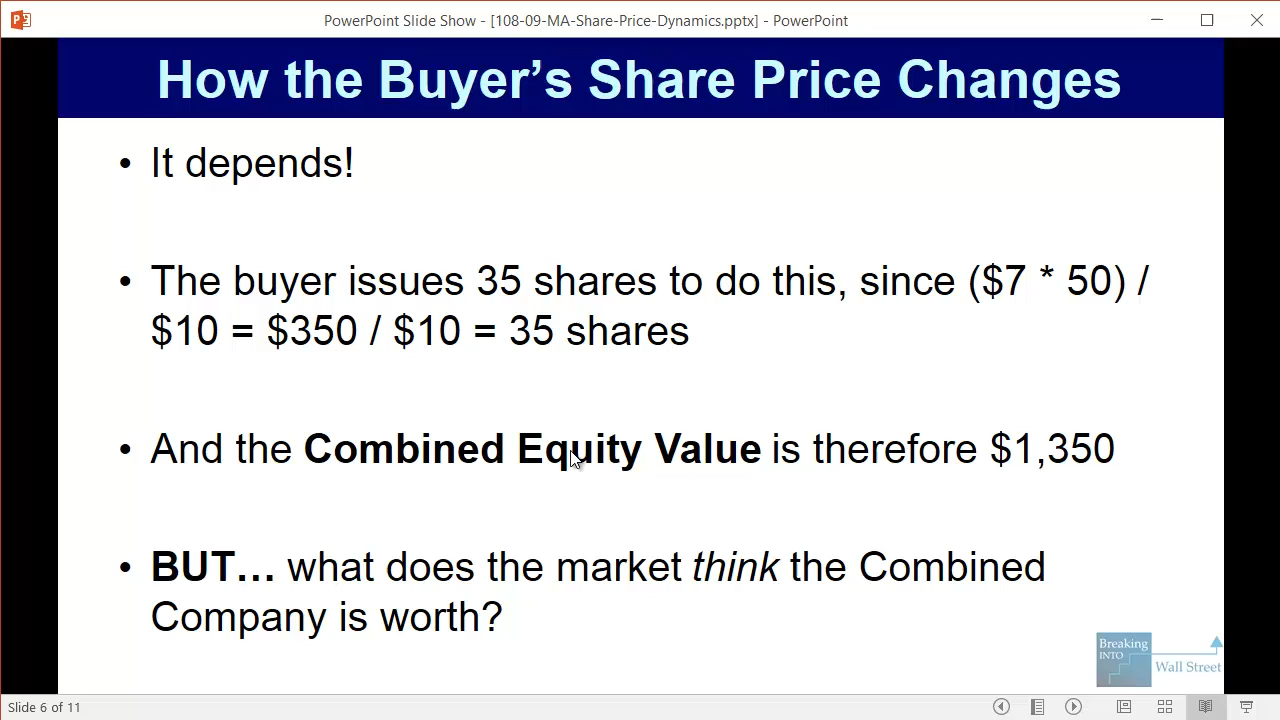 PowerPoint Slide Show - [108-09-MA-Share-Price-Dynamics.pptx] - PowerPoint
How the Buyer’s Share Price Changes
• It depends!
• The buyer issues 35 shares to do this, since ($7 * 50) /
$10 = $350 / $10 = 35 shares
• And the Combined Equity Value is therefore $1,350
• BUT… what does the market think the Combined
Company is worth?
Breaking
INTO
Wall Street
Slide 6 of 11